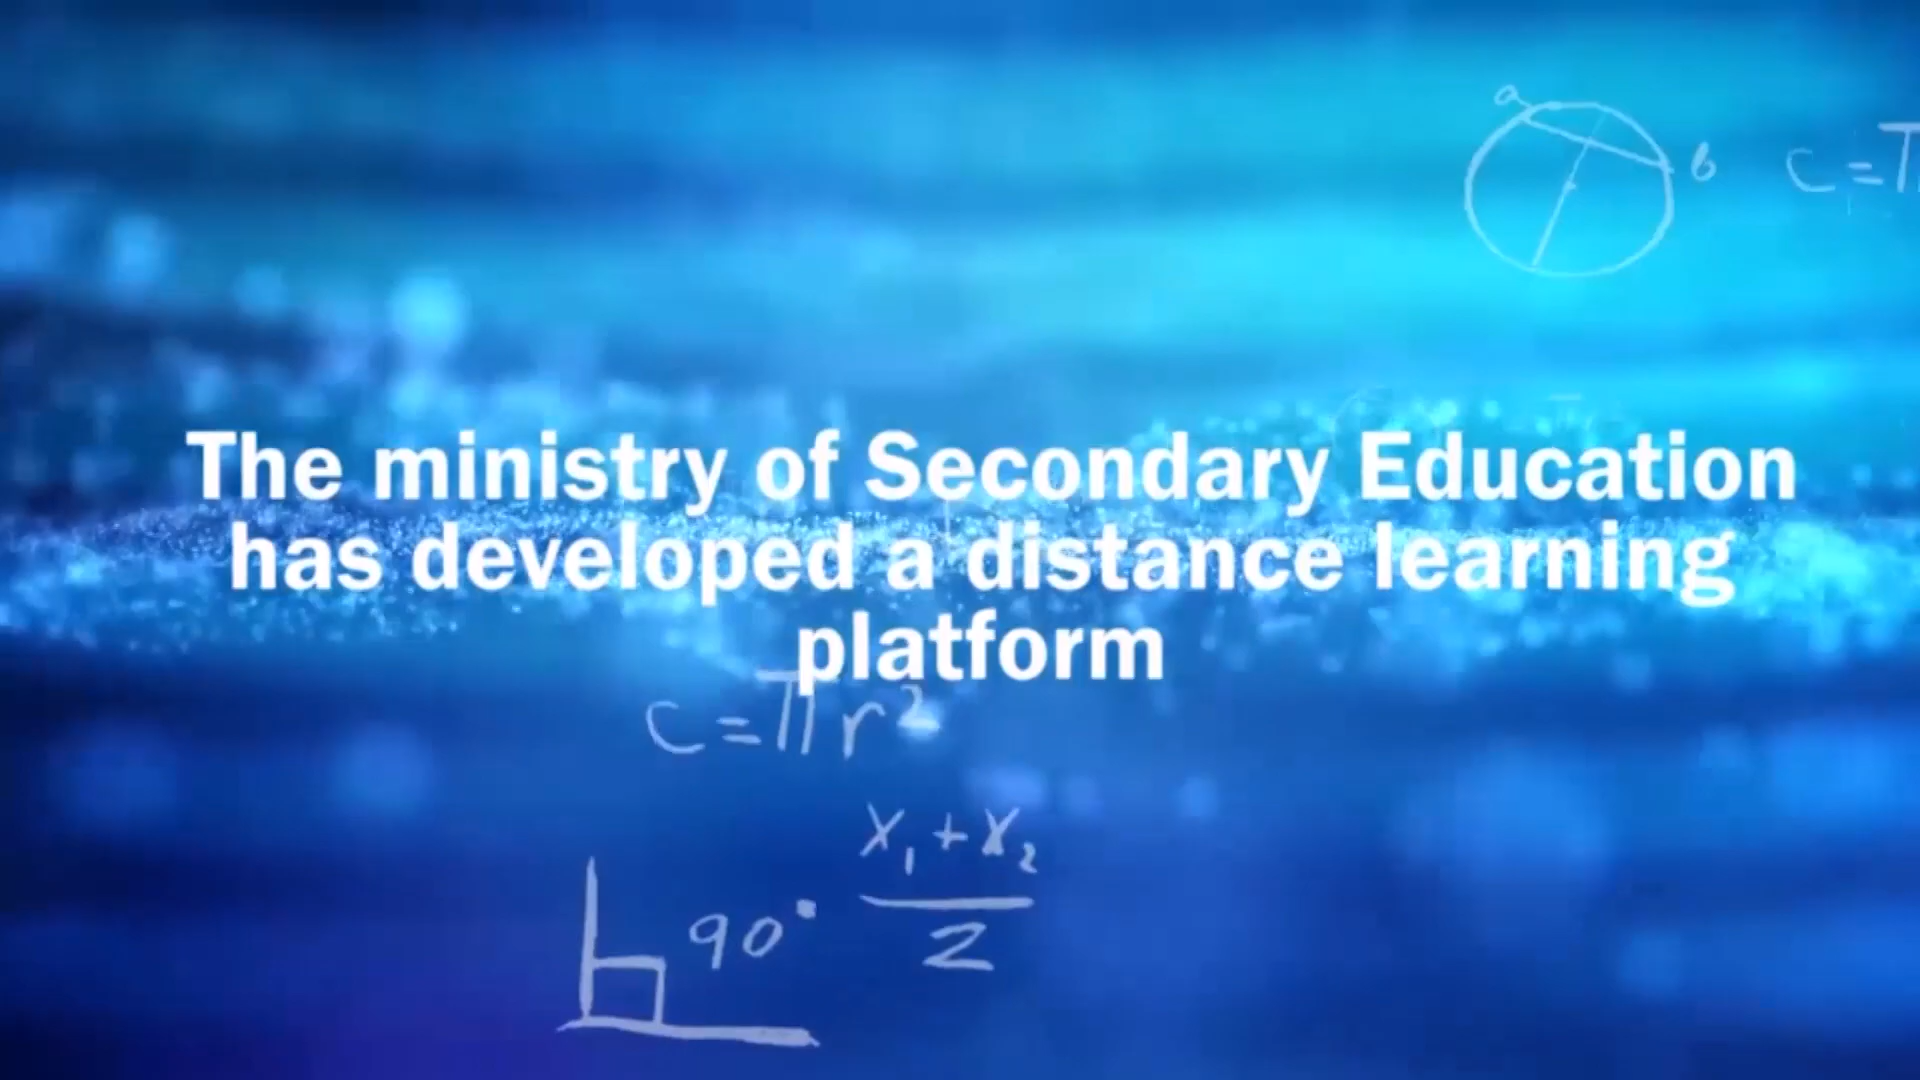 a
b c=π
The ministry of Secondary Education
has developed a distance learning
platform
c=πr²
x₁+x₂
90°
2